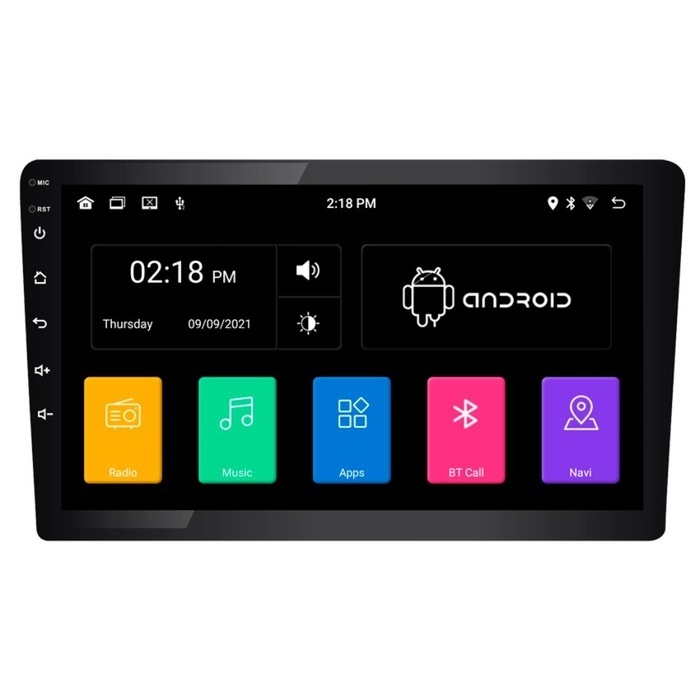 MIC
RST
2:18 PM
02:18 PM
Thursday 09/09/2021
ANDROID
Radio
Music
Apps
BT Call
Navi